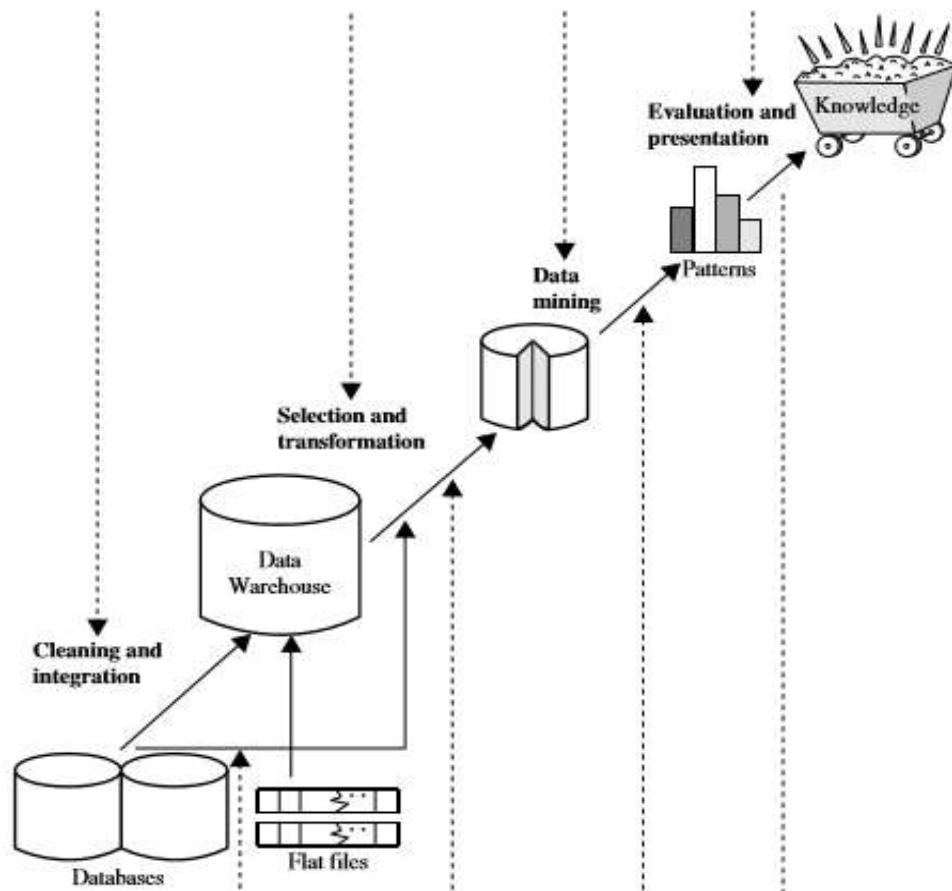 Evaluation and
presentation
Knowledge
Patterns
Data
mining
Selection and
transformation
Data
Warehouse
Cleaning and
integration
Flat files
Databases